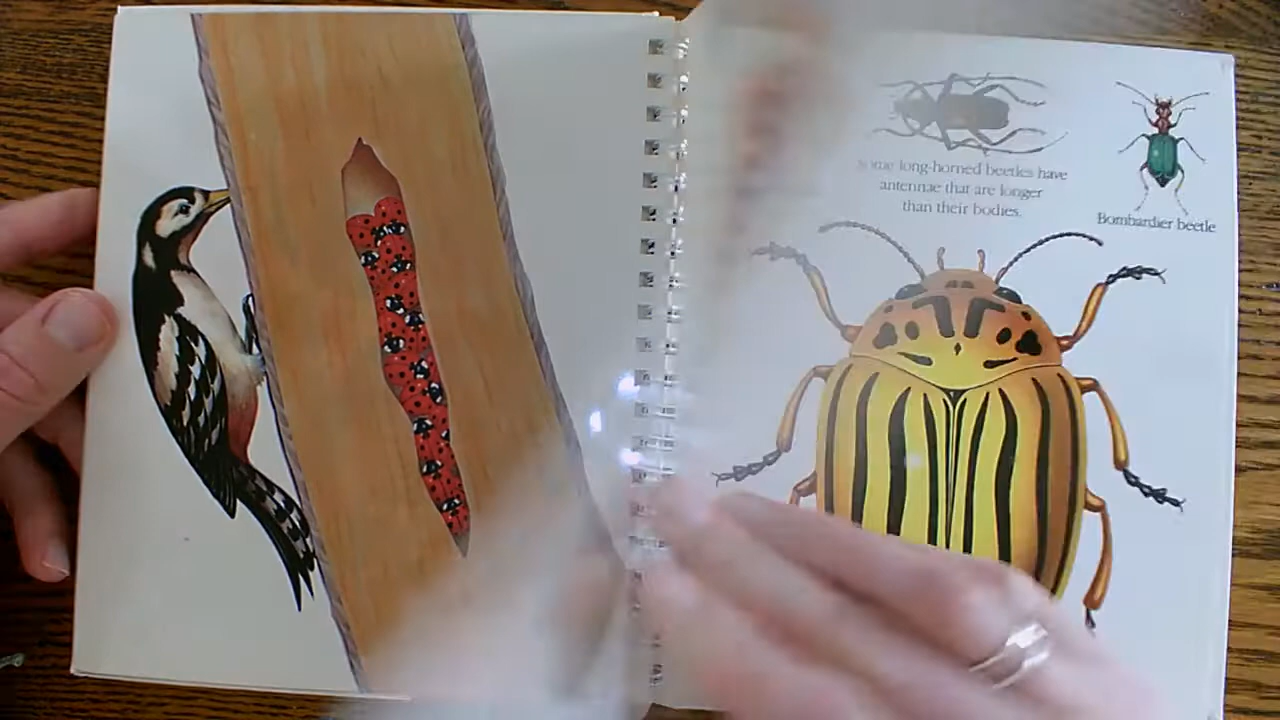 Some long-horned beetles have
antennae that are longer
than their bodies.
Bombardier beetle